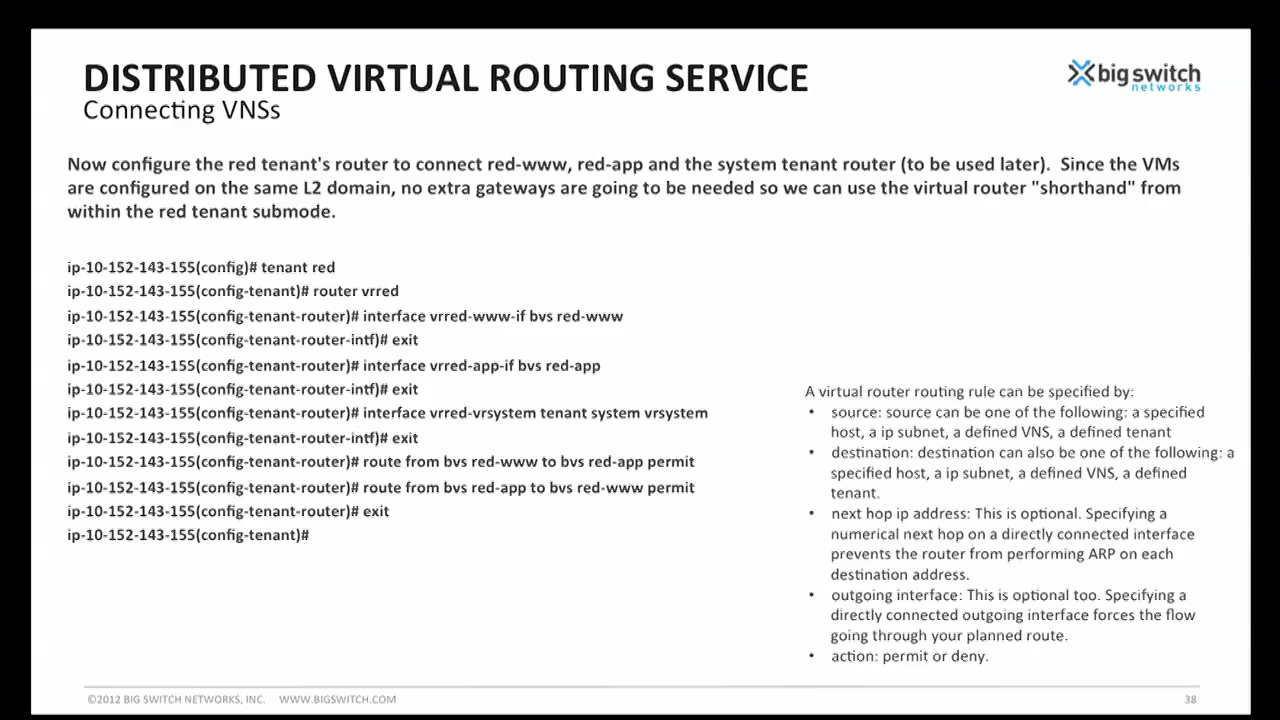 DISTRIBUTED VIRTUAL ROUTING SERVICE
Connecting VNSs
big switch
networks
Now configure the red tenant's router to connect red-www, red-app and the system tenant router (to be used later).  Since the VMs
are configured on the same L2 domain, no extra gateways are going to be needed so we can use the virtual router "shorthand" from
within the red tenant submode.
ip-10-152-143-155(config)# tenant red
ip-10-152-143-155(config-tenant)# router vrred
ip-10-152-143-155(config-tenant-router)# interface vrred-www-if bvs red-www
ip-10-152-143-155(config-tenant-router-intf)# exit
ip-10-152-143-155(config-tenant-router)# interface vrred-app-if bvs red-app
ip-10-152-143-155(config-tenant-router-intf)# exit
ip-10-152-143-155(config-tenant-router)# interface vrred-vrsystem tenant system vrsystem
ip-10-152-143-155(config-tenant-router-intf)# exit
ip-10-152-143-155(config-tenant-router)# route from bvs red-www to bvs red-app permit
ip-10-152-143-155(config-tenant-router)# route from bvs red-app to bvs red-www permit
ip-10-152-143-155(config-tenant-router)# exit
ip-10-152-143-155(config-tenant)#
A virtual router routing rule can be specified by:
• source: source can be one of the following: a specified
host, a ip subnet, a defined VNS, a defined tenant
• destination: destination can also be one of the following: a
specified host, a ip subnet, a defined VNS, a defined
tenant.
• next hop ip address: This is optional. Specifying a
numerical next hop on a directly connected interface
prevents the router from performing ARP on each
destination address.
• outgoing interface: This is optional too. Specifying a
directly connected outgoing interface forces the flow
going through your planned route.
• action: permit or deny.
©2012 BIG SWITCH NETWORKS, INC.    WWW.BIGSWITCH.COM
38